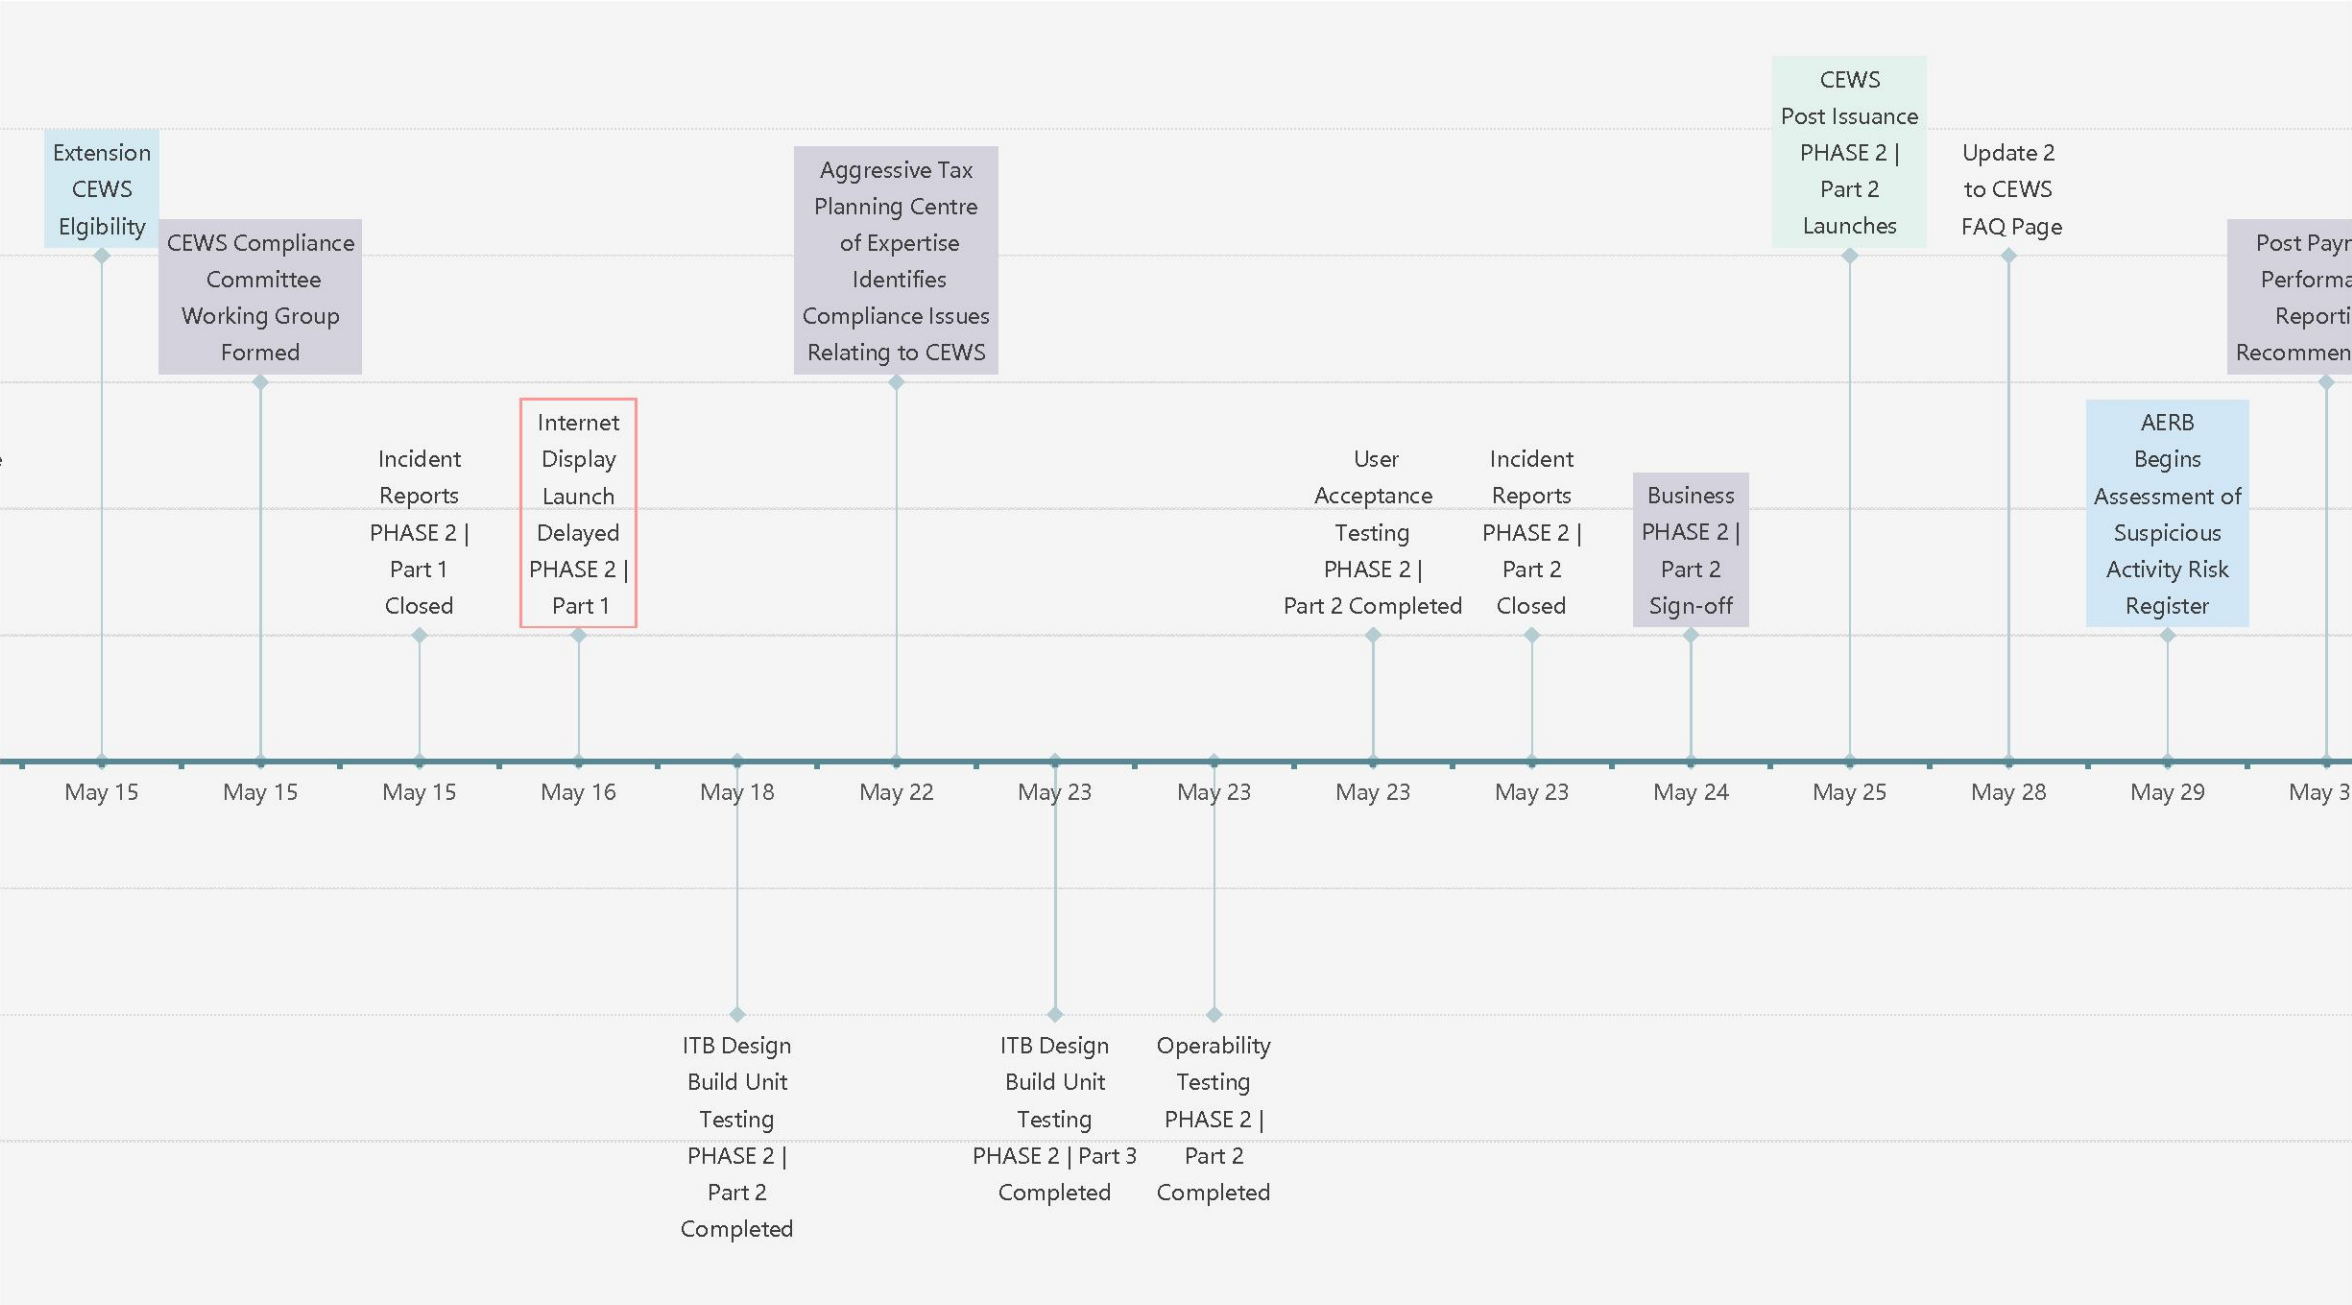 Extension
CEWS
Elgibility
CEWS Compliance
Committee
Working Group
Formed
Incident
Reports
PHASE 2 |
Part 1
Closed
Internet
Display
Launch
Delayed
PHASE 2 |
Part 1
Aggressive Tax
Planning Centre
of Expertise
Identifies
Compliance Issues
Relating to CEWS
User
Acceptance
Testing
PHASE 2 |
Part 2 Completed
Incident
Reports
PHASE 2 |
Part 2
Closed
Business
PHASE 2 |
Part 2
Sign-off
CEWS
Post Issuance
PHASE 2 |
Part 2
Launches
Update 2
to CEWS
FAQ Page
AERB
Begins
Assessment of
Suspicious
Activity Risk
Register
Post
May 15
May 15
May 15
May 16
May 18
May 22
May 23
May 23
May 23
May 23
May 24
May 25
May 28
May 29
May
ITB Design
Build Unit
Testing
PHASE 2 |
Part 2
Completed
ITB Design
Build Unit
Testing
PHASE 2 | Part 3
Completed
Operability
Testing
PHASE 2 |
Part 2
Completed